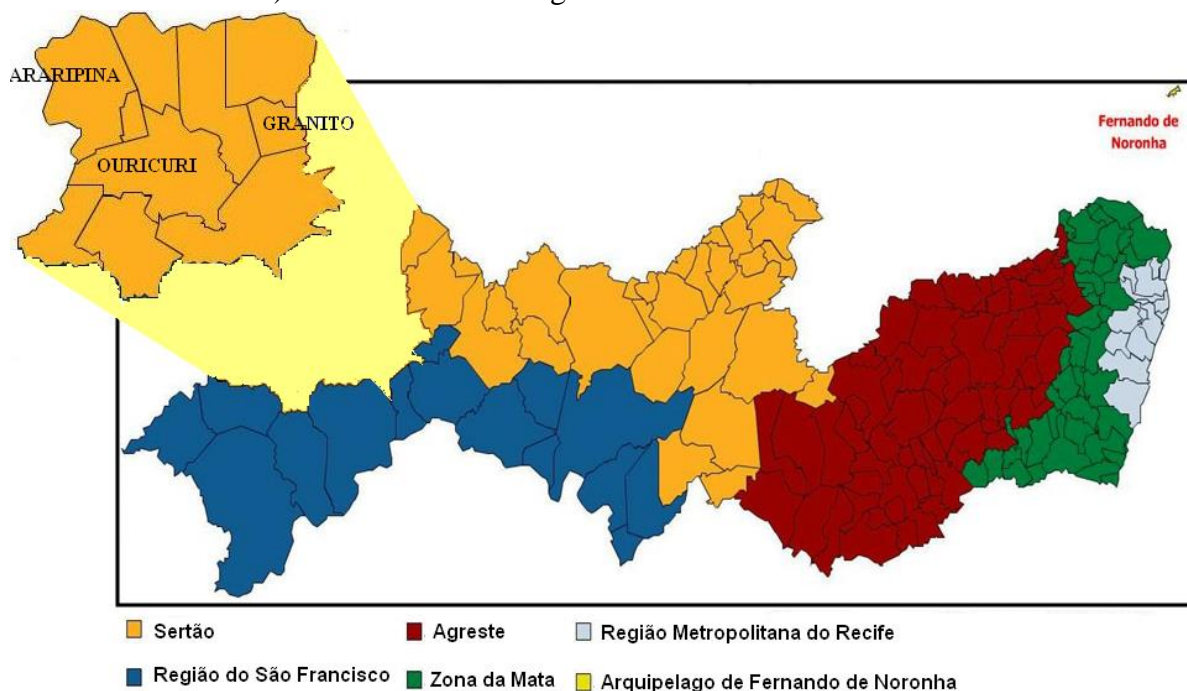 ARARIPINA
GRANITO
OURICURI
Fernando de
Noronha
Sertão
Agreste
Região Metropolitana do Recife
Região do São Francisco
Zona da Mata
Arquipelago de Fernando de Noronha